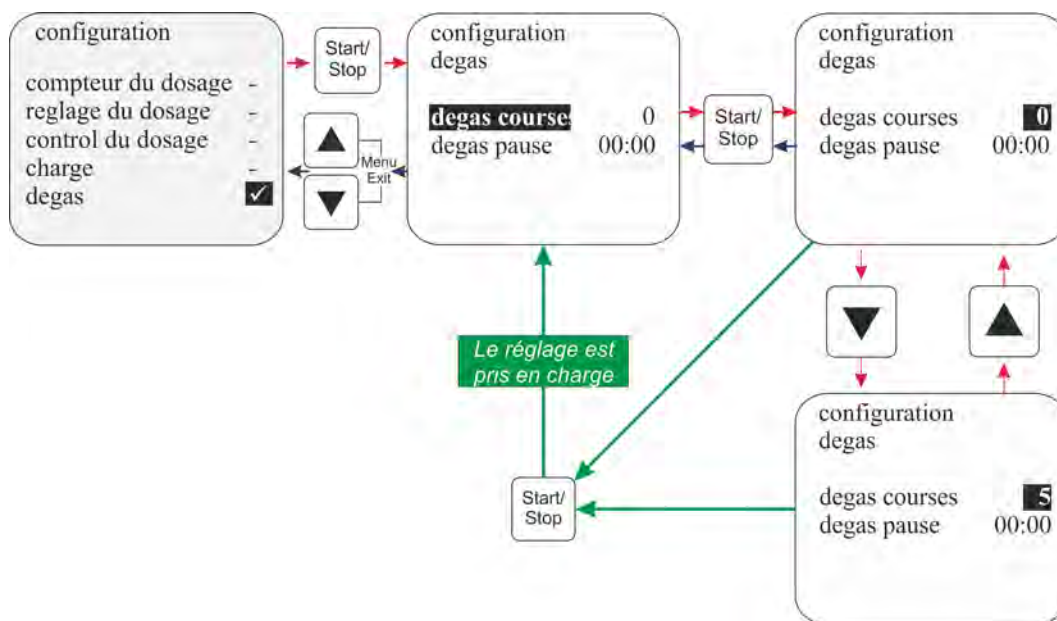 configuration
compteur du dosage -
reglage du dosage -
control du dosage -
charge -
degas ✓
Start/
Stop
Menu
Exit
configuration
degas
degas courses 0
degas pause 00:00
Start/
Stop
configuration
degas
degas courses 0
degas pause 00:00
Le réglage est
pris en charge
Start/
Stop
configuration
degas
degas courses 5
degas pause 00:00